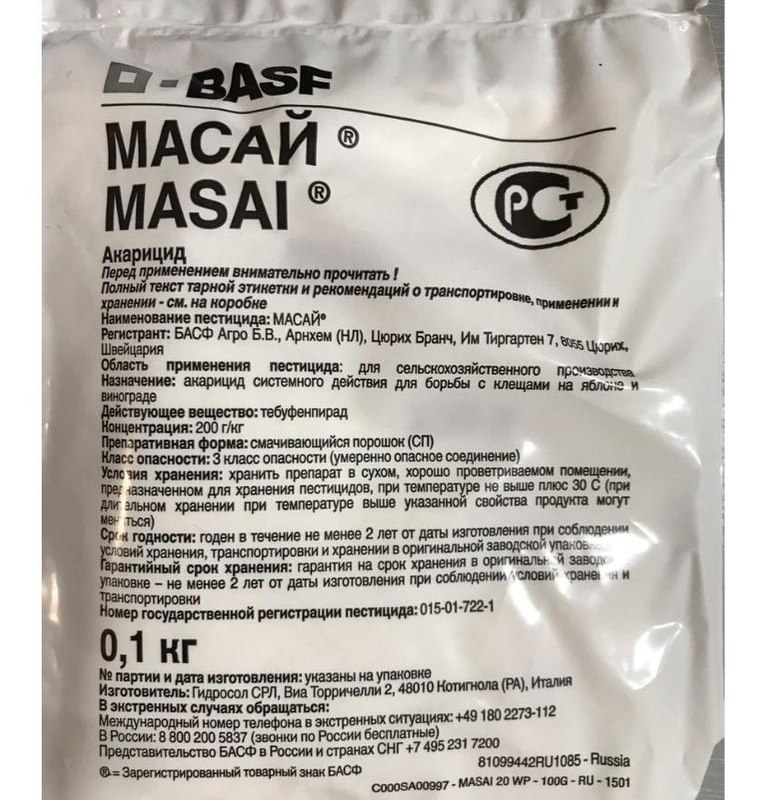 BASF
МАСАЙ ®
MASAI ®
РСТ
Акарицид
Перед применением внимательно прочитать !
Полный текст тарной этикетки и рекомендаций о транспортировке, применении и
хранении - см. на коробке
Наименование пестицида: МАСАЙ®
Регистрант: БАСФ Агро Б.В., Арнхем (НЛ), Цюрих Бранч, Им Тиргартен 7, 8055 Цюрих,
Швейцария
Область применения пестицида: для сельскохозяйственного производства
Назначение: акарицид системного действия для борьбы с клещами на яблоне и
винограде
Действующее вещество: тебуфенпирад
Концентрация: 200 г/кг
Препаративная форма: смачивающийся порошок (СП)
Класс опасности: 3 класс опасности (умеренно опасное соединение)
Условия хранения: хранить препарат в сухом, хорошо проветриваемом помещении,
предназначенном для хранения пестицидов, при температуре не выше плюс 30 С (при
длительном хранении при температуре выше указанной свойства продукта могут
меняться)
Срок годности: годен в течение не менее 2 лет от даты изготовления при соблюдении
условий хранения, транспортировки и хранении в оригинальной заводской упаковке
Гарантийный срок хранения: гарантия на срок хранения в оригинальной заводской
упаковке – не менее 2 лет от даты изготовления при соблюдении условий хранения и
транспортировки
Номер государственной регистрации пестицида: 015-01-722-1
0,1 кг
№ партии и дата изготовления: указаны на упаковке
Изготовитель: Гидросол СРЛ, Виа Торричелли 2, 48010 Котигнола (РА), Италия
В экстренных случаях обращаться:
Международный номер телефона в экстренных ситуациях: +49 180 2273-112
В России: 8 800 200 5837 (звонки по России бесплатные)
Представительство БАСФ в России и странах СНГ +7 495 231 7200
81099442RU1085 - Russia
® = Зарегистрированный товарный знак БАСФ
C000SA00997 - MASAI 20 WP - 100G - RU - 1501